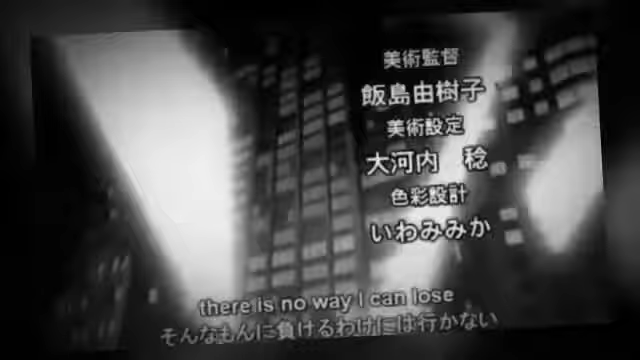 美術監督
飯島由樹子
美術設定
大河内 稔
色彩設計
いわみみか
there is no way I can lose
そんなもんに負けるわけには行かない